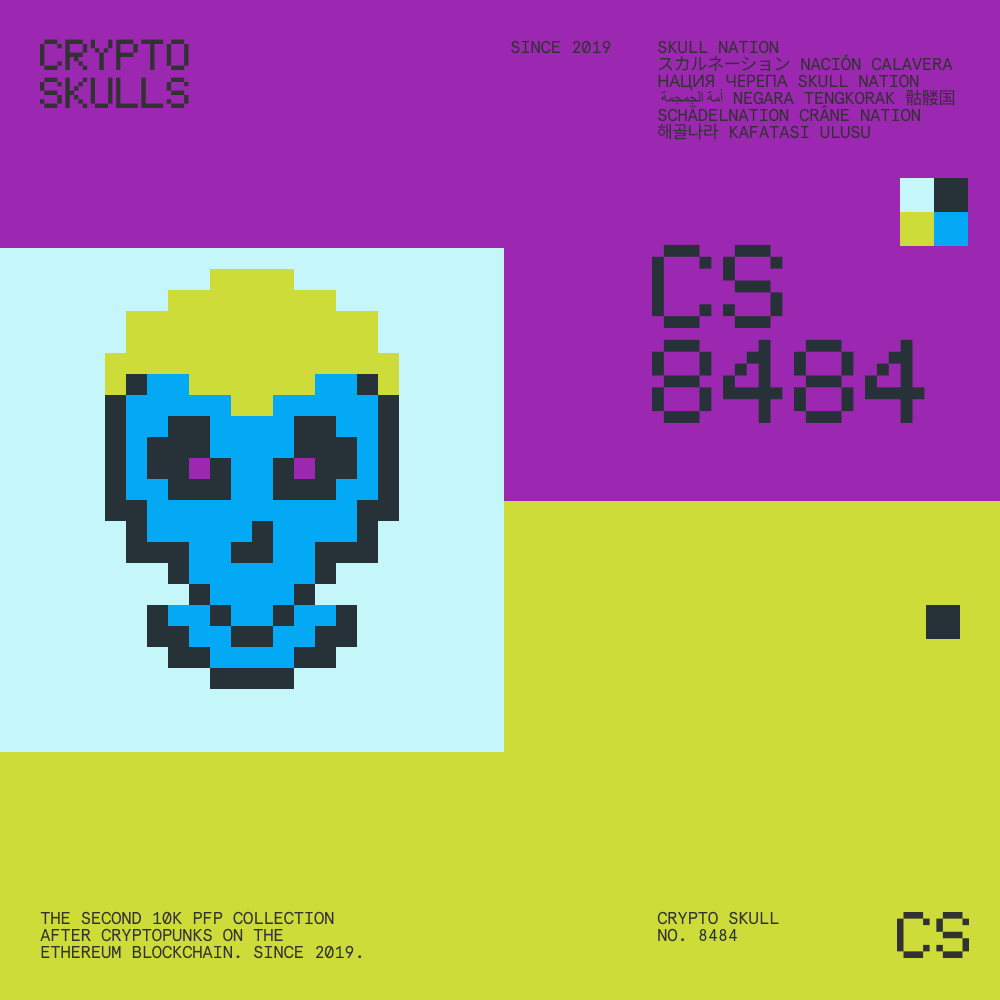 CRYPTO
SKULLS
SINCE 2019
SKULL NATION
スカルネーション NACIÓN CALAVERA
НАЦИЯ ЧЕРЕПА SKULL NATION
أمة الجمجمة NEGARA TENGKORAK 骷髅国
SCHÄDELNATION CRÂNE NATION
해골나라 KAFATASI ULUSU
CS
8484
THE SECOND 10K PFP COLLECTION
AFTER CRYPTOPUNKS ON THE
ETHEREUM BLOCKCHAIN. SINCE 2019.
CRYPTO SKULL
NO. 8484
CS